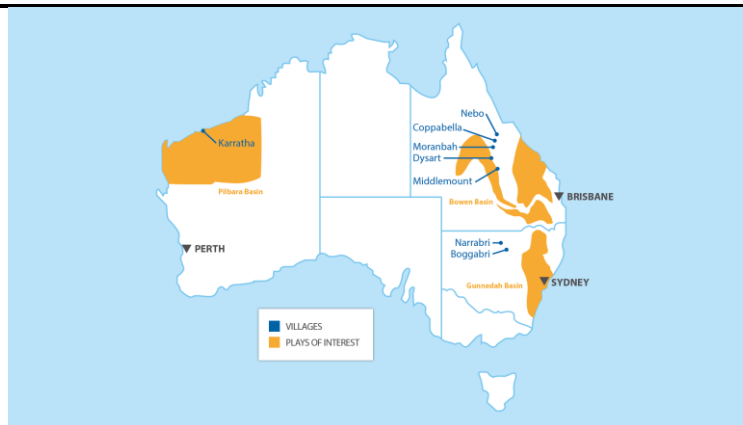 Nebo
Coppabella
Karratha
Moranbah
Dysart
Middlemount
Pilbara Basin
Bowen Basin
BRISBANE
PERTH
Narrabri
Boggabri
Gunnedah Basin
SYDNEY
VILLAGES
PLAYS OF INTEREST